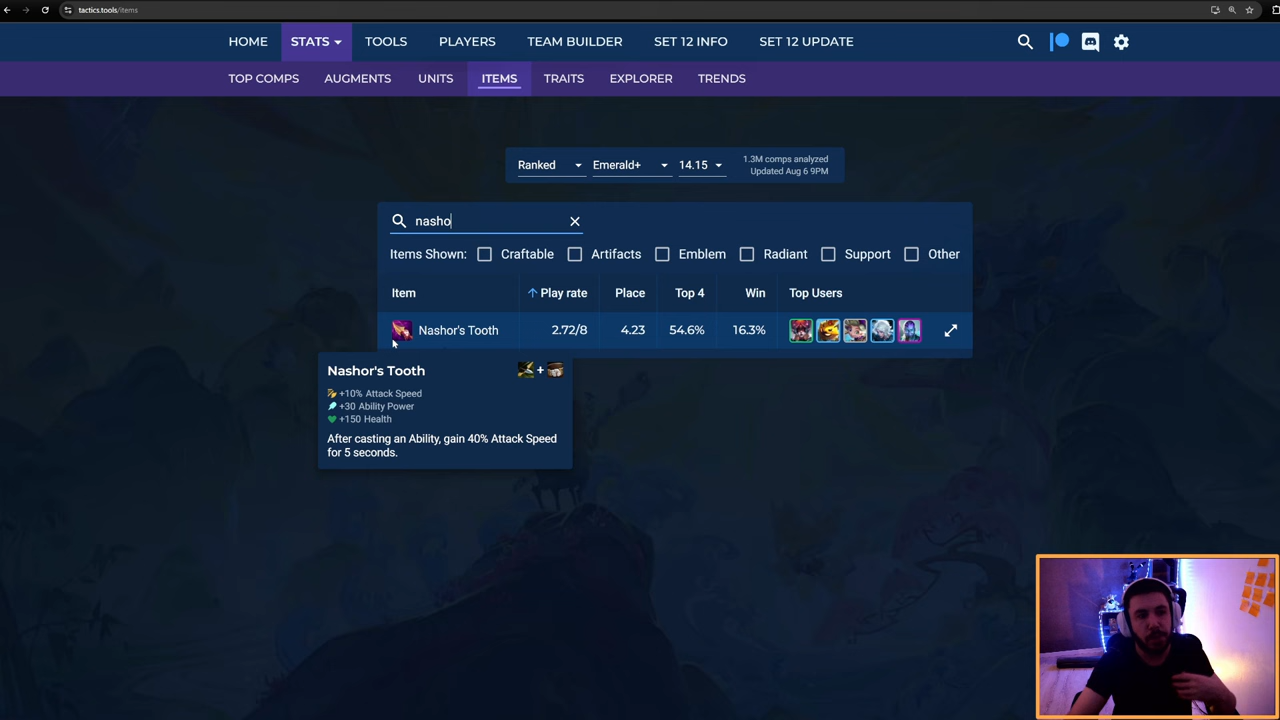 tactics.tools/items
HOME STATS TOOLS PLAYERS TEAM BUILDER SET 12 INFO SET 12 UPDATE
TOP COMPS AUGMENTS UNITS ITEMS TRAITS EXPLORER TRENDS
Ranked Emerald+ 14.15 1.3M comps analyzed
Updated Aug 6 9PM
nasho
Items Shown: Craftable Artifacts Emblem Radiant Support Other
Item Play rate Place Top 4 Win Top Users
Nashor's Tooth 2.72/8 4.23 54.6% 16.3%
Nashor's Tooth +
+10% Attack Speed
+30 Ability Power
+150 Health
After casting an Ability, gain 40% Attack Speed
for 5 seconds.